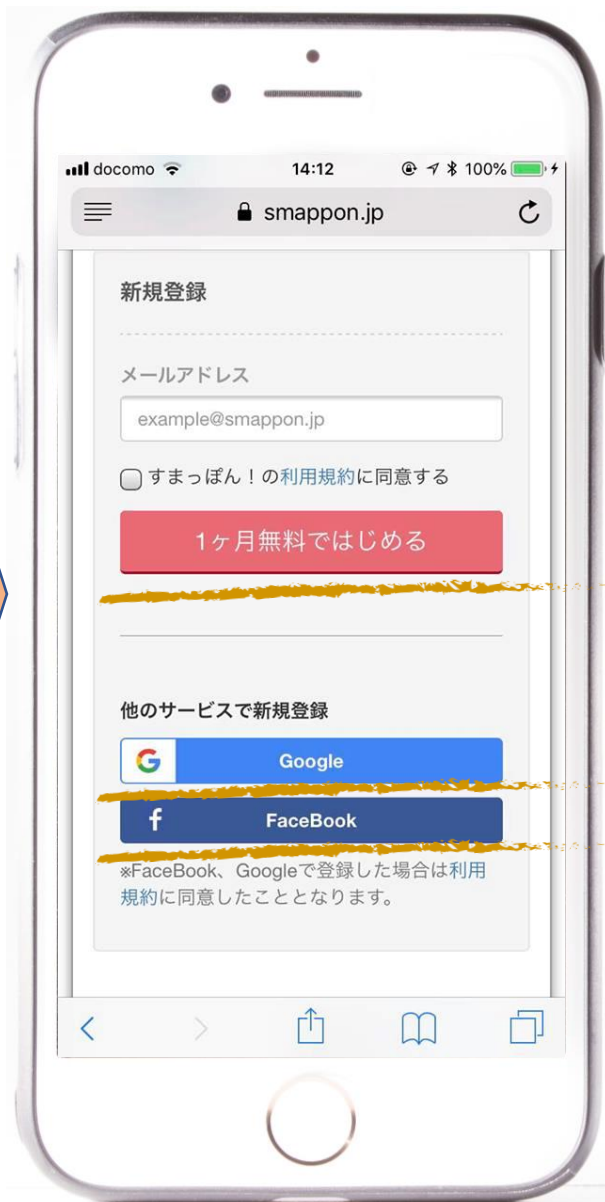 docomo 14:12 100%
smappon.jp
新規登録
メールアドレス
example@smappon.jp
すまっぽん！の利用規約に同意する
1ヶ月無料ではじめる
他のサービスで新規登録
G Google
f FaceBook
※FaceBook、Googleで登録した場合は利用
規約に同意したこととなります。